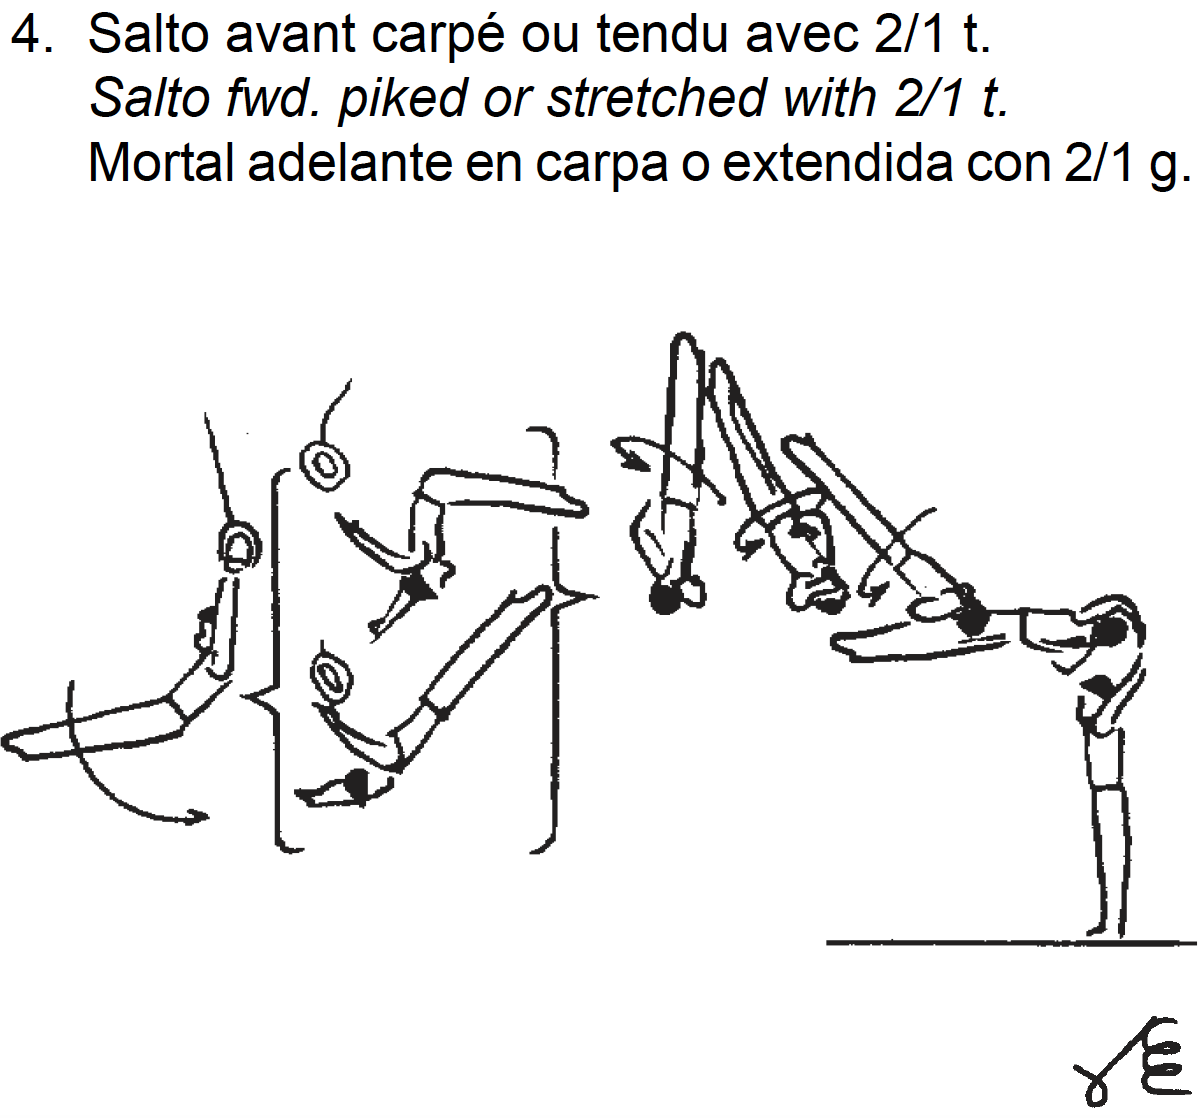 4. Salto avant carpé ou tendu avec 2/1 t.
Salto fwd. piked or stretched with 2/1 t.
Mortal adelante en carpa o extendida con 2/1 g.